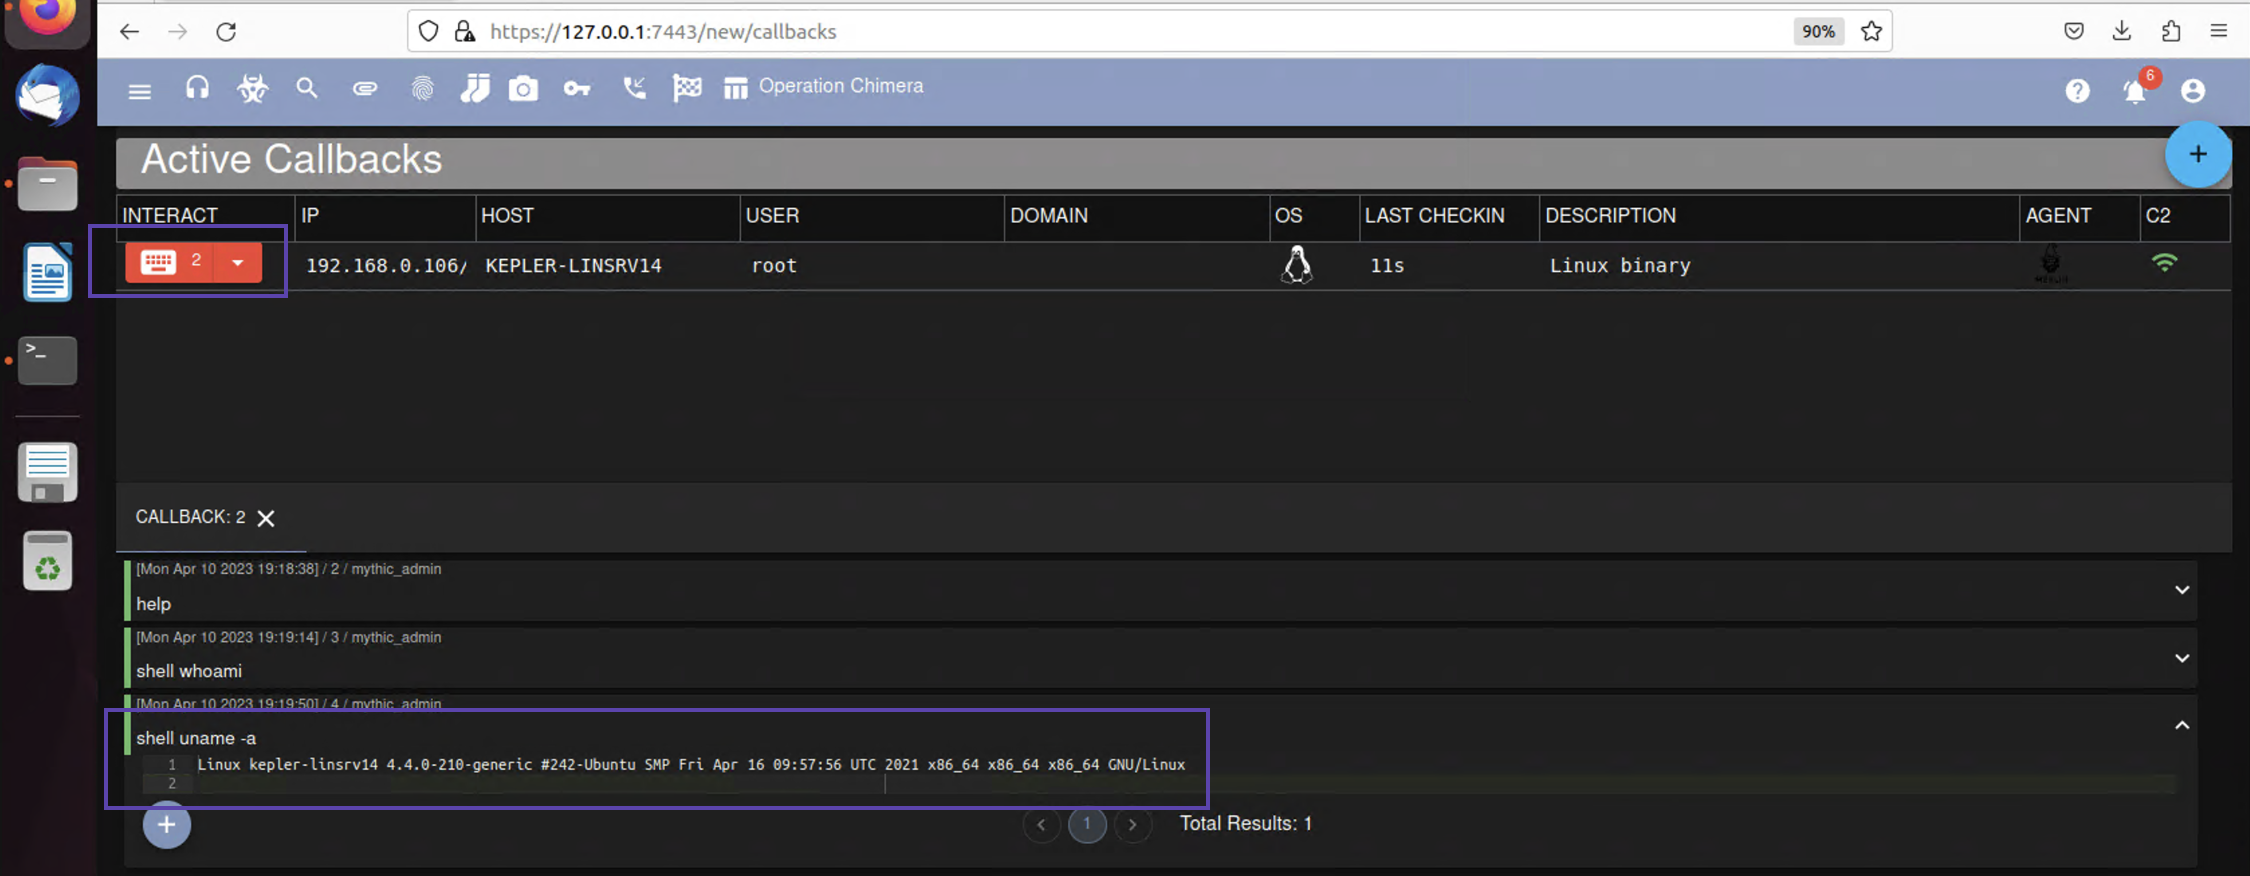 https://127.0.0.1:7443/new/callbacks
90%
Operation Chimera
6
Active Callbacks
INTERACT IP HOST USER DOMAIN OS LAST CHECKIN DESCRIPTION AGENT C2
2 192.168.0.106/ KEPLER-LINSRV14 root 11s Linux binary
CALLBACK: 2
[Mon Apr 10 2023 19:18:38] / 2 / mythic_admin
help
[Mon Apr 10 2023 19:19:14] / 3 / mythic_admin
shell whoami
[Mon Apr 10 2023 19:19:50] / 4 / mythic_admin
shell uname -a
1 Linux kepler-linsrv14 4.4.0-210-generic #242-Ubuntu SMP Fri Apr 16 09:57:56 UTC 2021 x86_64 x86_64 x86_64 GNU/Linux
2
1 Total Results: 1